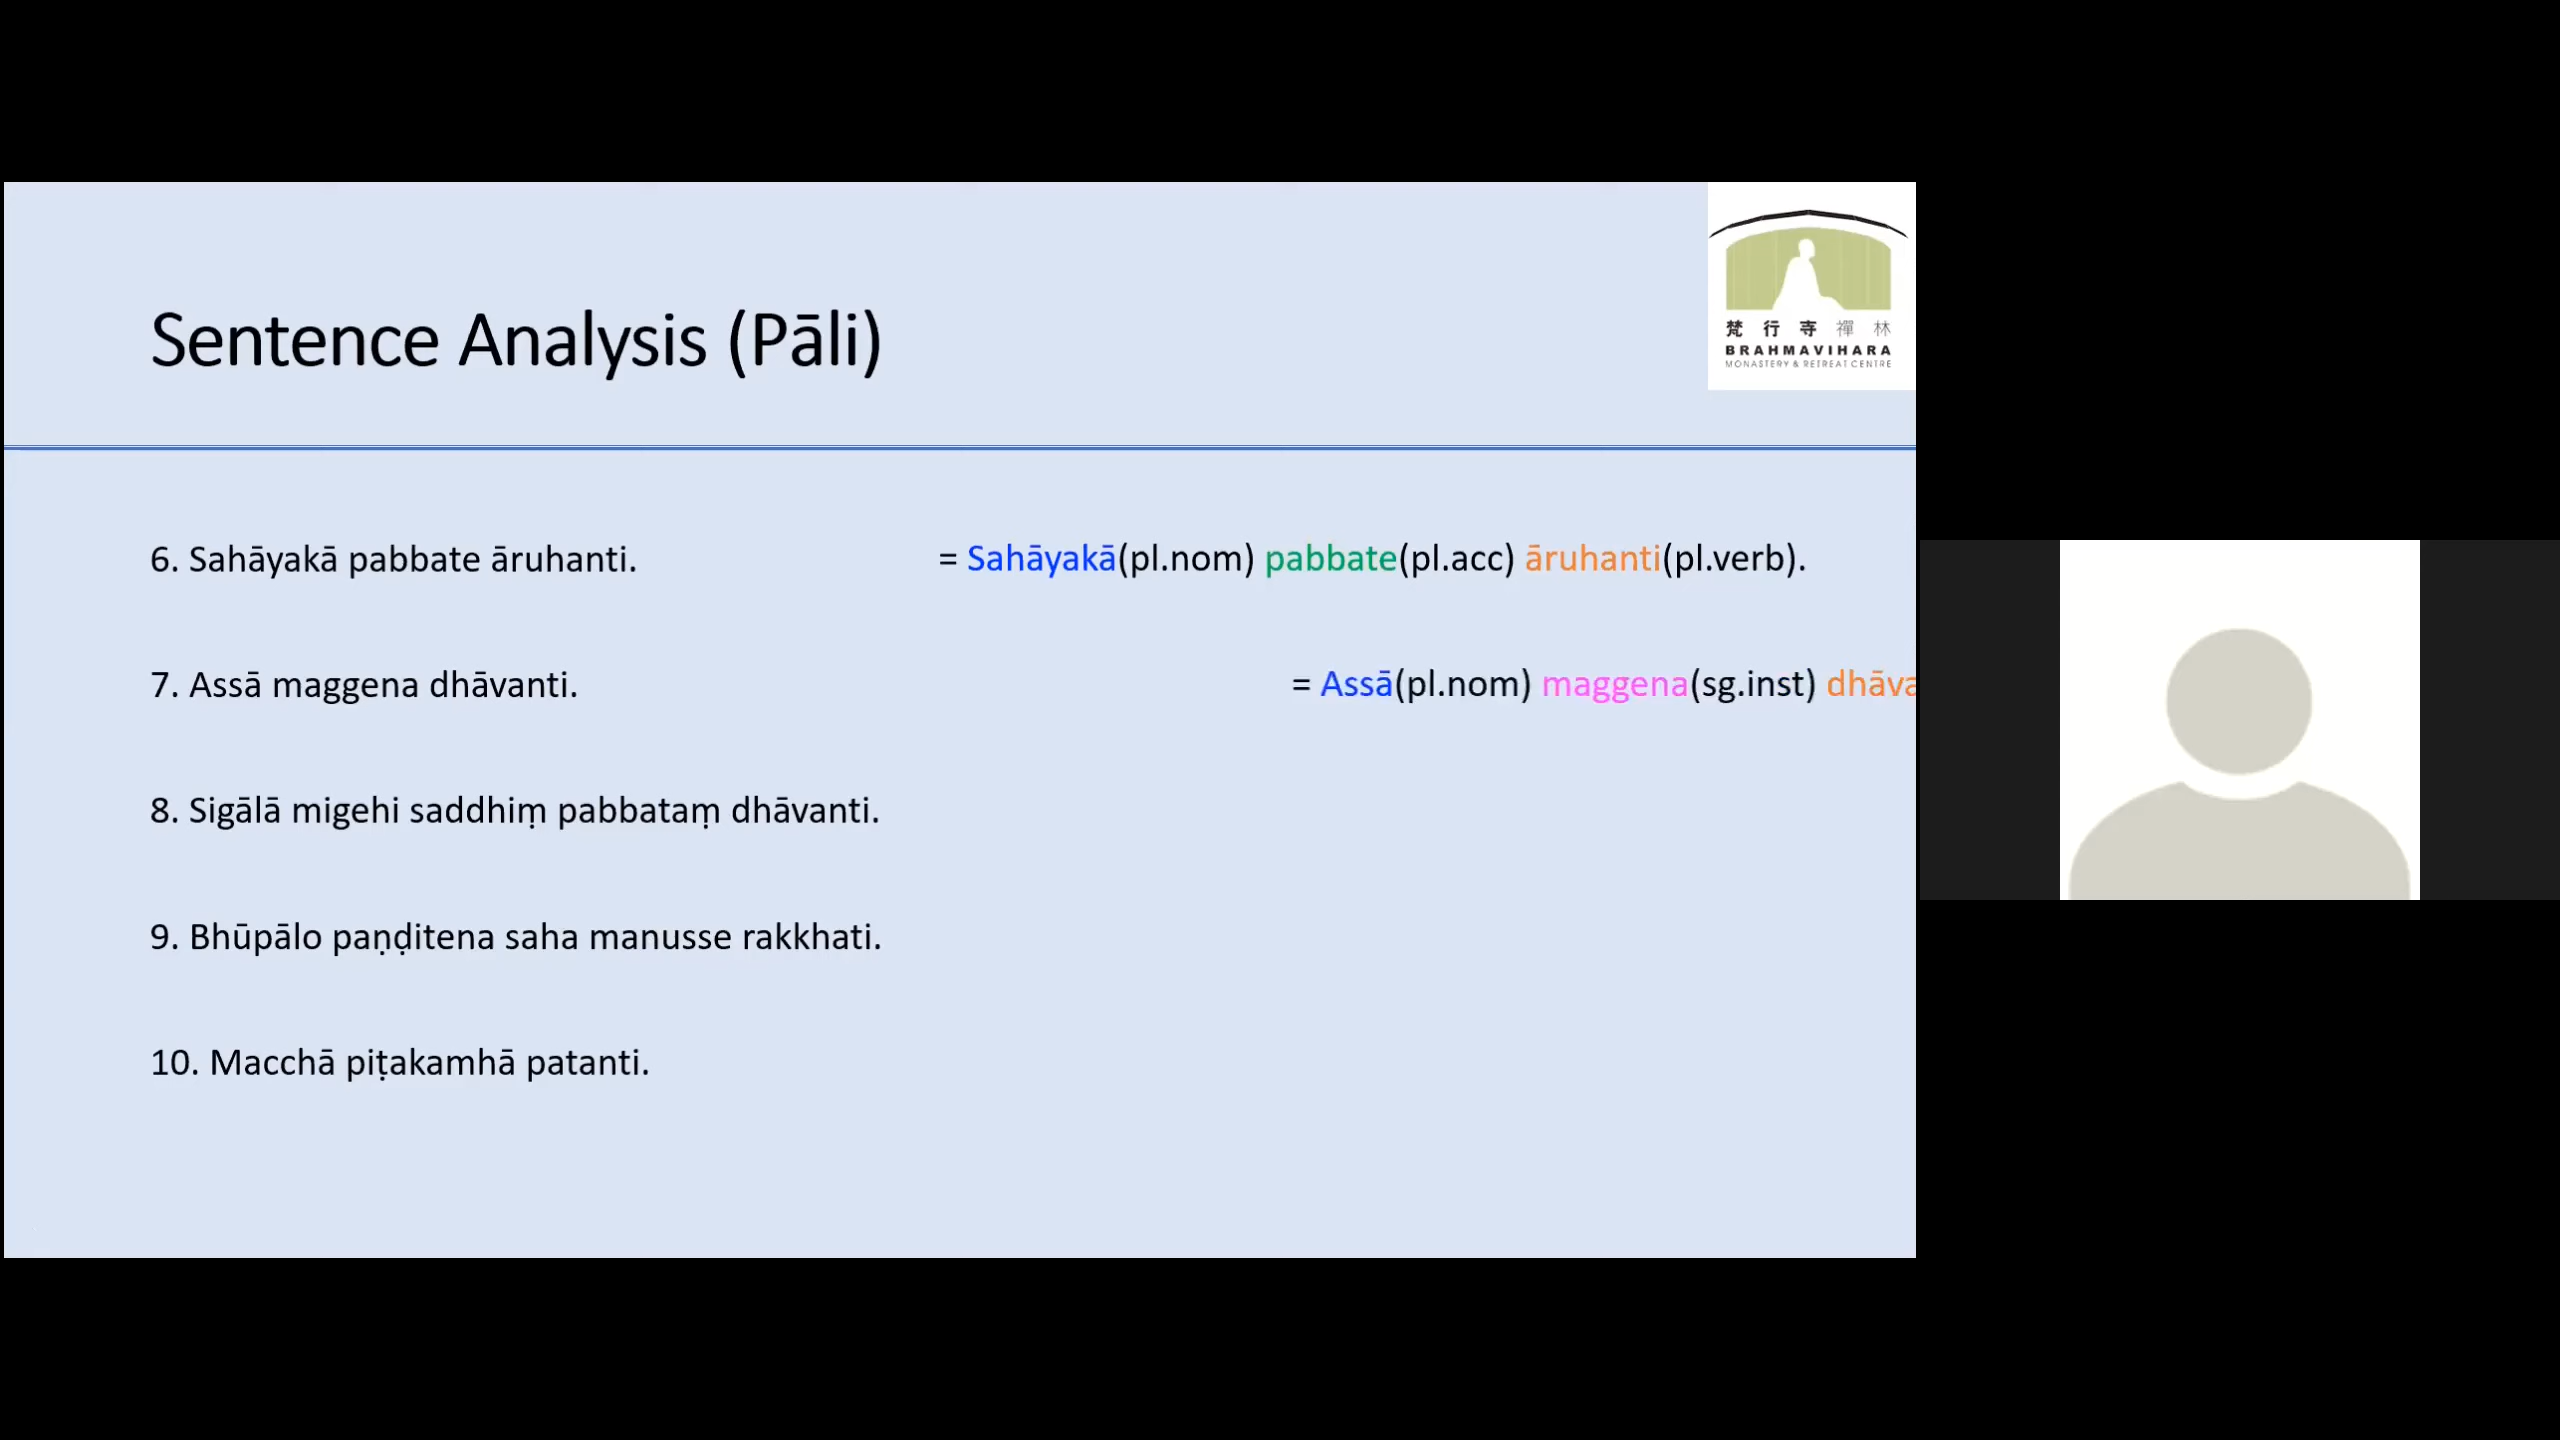 Sentence Analysis (Pāli)
梵行寺禪林
BRAHMAVIHARA
MONASTERY & RETREAT CENTRE
6. Sahāyakā pabbate āruhanti. = Sahāyakā(pl.nom) pabbate(pl.acc) āruhanti(pl.verb).
7. Assā maggena dhāvanti. = Assā(pl.nom) maggena(sg.inst) dhāva
8. Sigālā migehi saddhiṃ pabbataṃ dhāvanti.
9. Bhūpālo paṇḍitena saha manusse rakkhati.
10. Macchā piṭakamhā patanti.